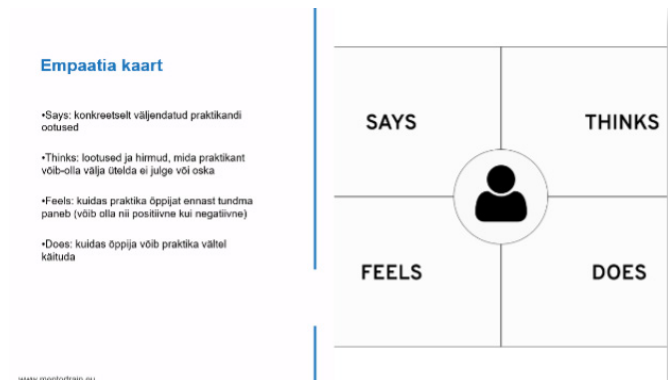 Empaatia kaart
•Says: konkreetselt väljendatud praktikandi
ootused
•Thinks: lootused ja hirmud, mida praktikant
võib-olla välja ütelda ei julge või oska
•Feels: kuidas praktika õppijat ennast tundma
paneb (võib olla nii positiivne kui negatiivne)
•Does: kuidas õppija võib praktika vältel
käituda
SAYS
THINKS
FEELS
DOES